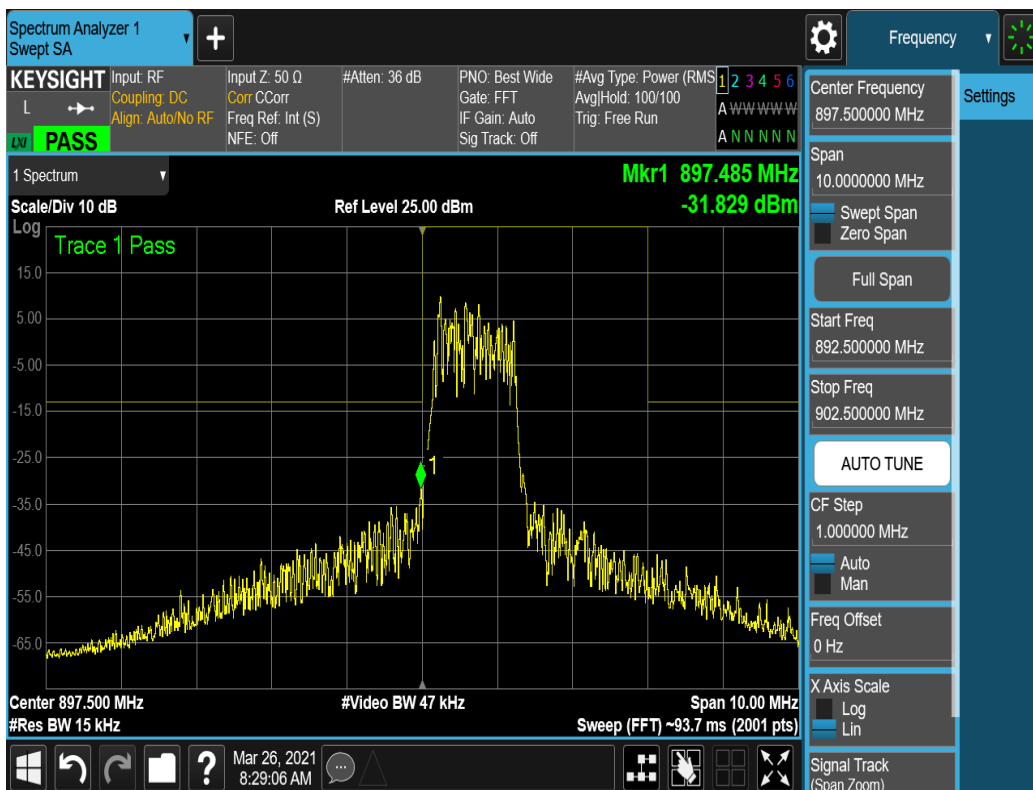 Spectrum Analyzer 1
Swept SA
Frequency
KEYSIGHT
L
LXI
PASS
Input: RF
Coupling: DC
Align: Auto/No RF
Input Z: 50 Ω
Corr CCorr
Freq Ref: Int (S)
NFE: Off
#Atten: 36 dB
PNO: Best Wide
Gate: FFT
IF Gain: Auto
Sig Track: Off
#Avg Type: Power (RMS
Avg|Hold: 100/100
Trig: Free Run
1 2 3 4 5 6
A W W W W W
A N N N N N
1 Spectrum
Mkr1 897.485 MHz
-31.829 dBm
Scale/Div 10 dB
Ref Level 25.00 dBm
Log
Trace 1 Pass
15.0
5.00
-5.00
-15.0
-25.0
-35.0
-45.0
-55.0
-65.0
1
Center 897.500 MHz
#Video BW 47 kHz
Span 10.00 MHz
#Res BW 15 kHz
Sweep (FFT) ~93.7 ms (2001 pts)
?
Mar 26, 2021
8:29:06 AM
Center Frequency
897.500000 MHz
Settings
Span
10.0000000 MHz
Swept Span
Zero Span
Full Span
Start Freq
892.500000 MHz
Stop Freq
902.500000 MHz
AUTO TUNE
CF Step
1.000000 MHz
Auto
Man
Freq Offset
0 Hz
X Axis Scale
Log
Lin
Signal Track
(Span Zoom)